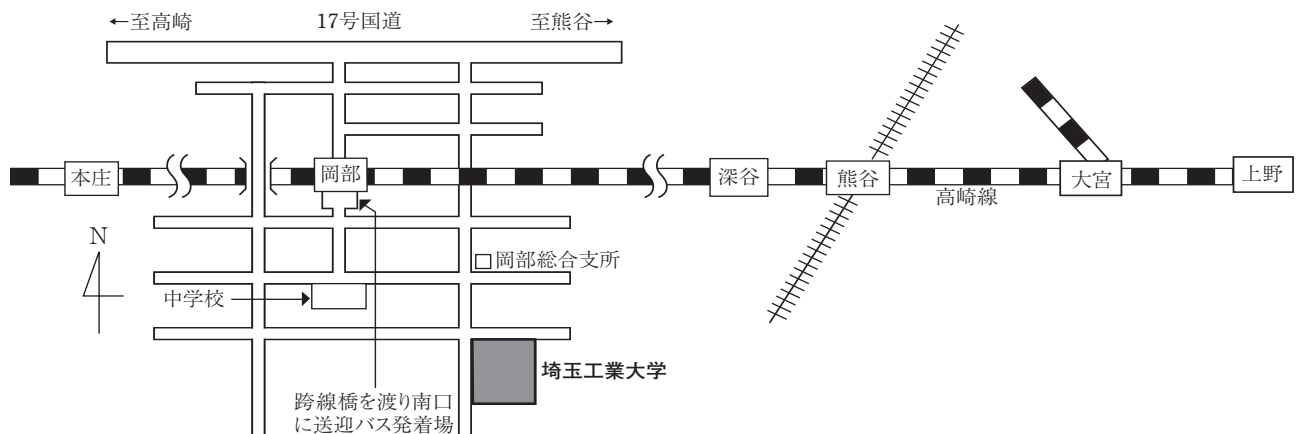 ←至高崎
17号国道
至熊谷→
本庄
岡部
深谷
熊谷
大宮
上野
高崎線
N
岡部総合支所
中学校
埼玉工業大学
跨線橋を渡り南口
に送迎バス発着場